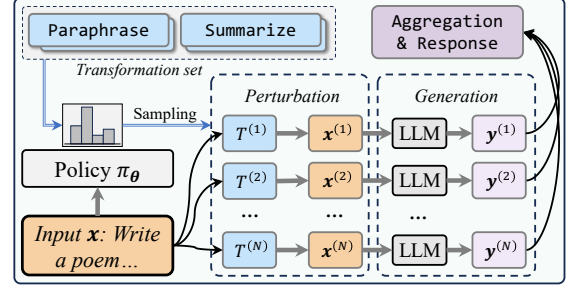 Paraphrase
Summarize
Transformation set
Aggregation
& Response
Sampling
Policy π_θ
Input x: Write
a poem…
Perturbation
T^(1) x^(1)
T^(2) x^(2)
... ...
T^(N) x^(N)
Generation
LLM y^(1)
LLM y^(2)
... ...
LLM y^(N)